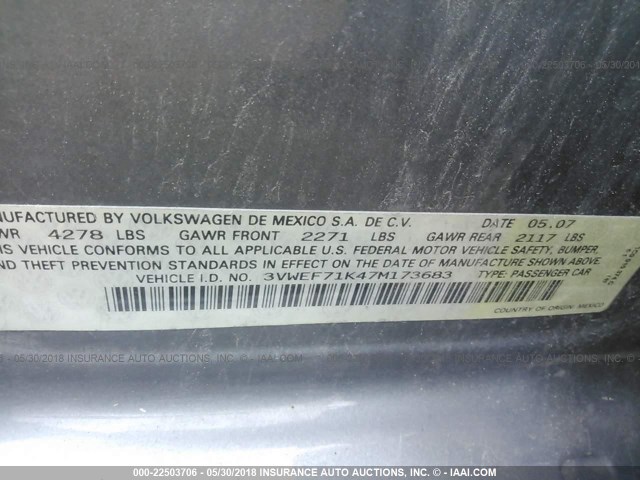 NUFACTURED BY VOLKSWAGEN DE MEXICO S.A. DE C.V. DATE 05.07
WR 4278 LBS GAWR FRONT 2271 LBS GAWR REAR 2117 LBS
IS VEHICLE CONFORMS TO ALL APPLICABLE U.S. FEDERAL MOTOR VEHICLE SAFETY, BUMPER,
AND THEFT PREVENTION STANDARDS IN EFFECT ON THE DATE OF MANUFACTURE SHOWN ABOVE.
VEHICLE I.D. NO. 3VWEF71K47M173683 TYPE: PASSENGER CAR
COUNTRY OF ORIGIN: MEXICO
000-22503706 - 05/30/2018 INSURANCE AUTO AUCTIONS, INC. - © - IAAI.COM